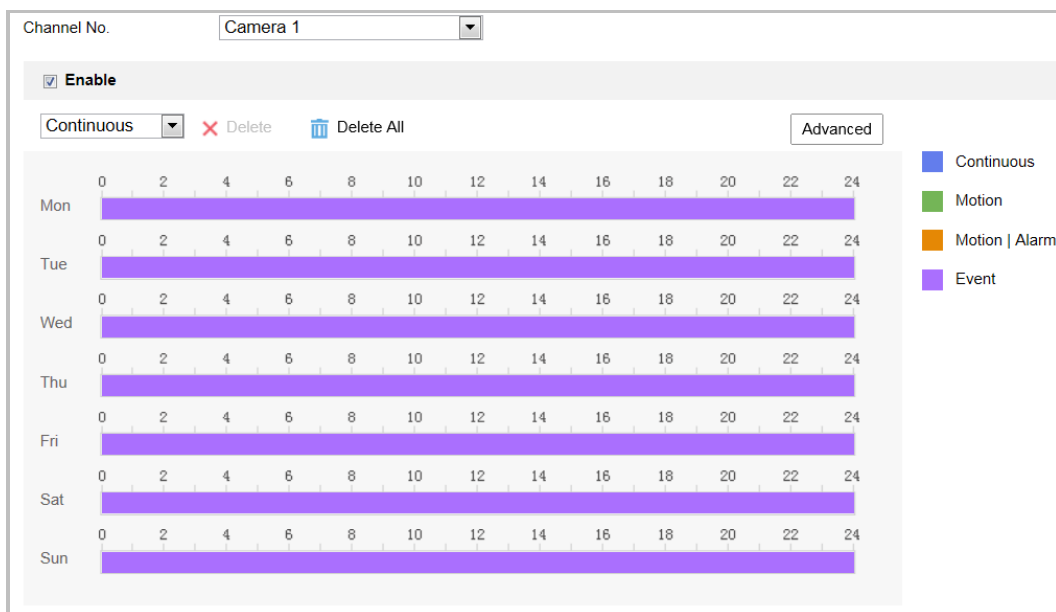 Channel No. Camera 1
Enable
Continuous Delete Delete All Advanced
Continuous
Motion
Motion | Alarm
Event
0 2 4 6 8 10 12 14 16 18 20 22 24
Mon
0 2 4 6 8 10 12 14 16 18 20 22 24
Tue
0 2 4 6 8 10 12 14 16 18 20 22 24
Wed
0 2 4 6 8 10 12 14 16 18 20 22 24
Thu
0 2 4 6 8 10 12 14 16 18 20 22 24
Fri
0 2 4 6 8 10 12 14 16 18 20 22 24
Sat
0 2 4 6 8 10 12 14 16 18 20 22 24
Sun